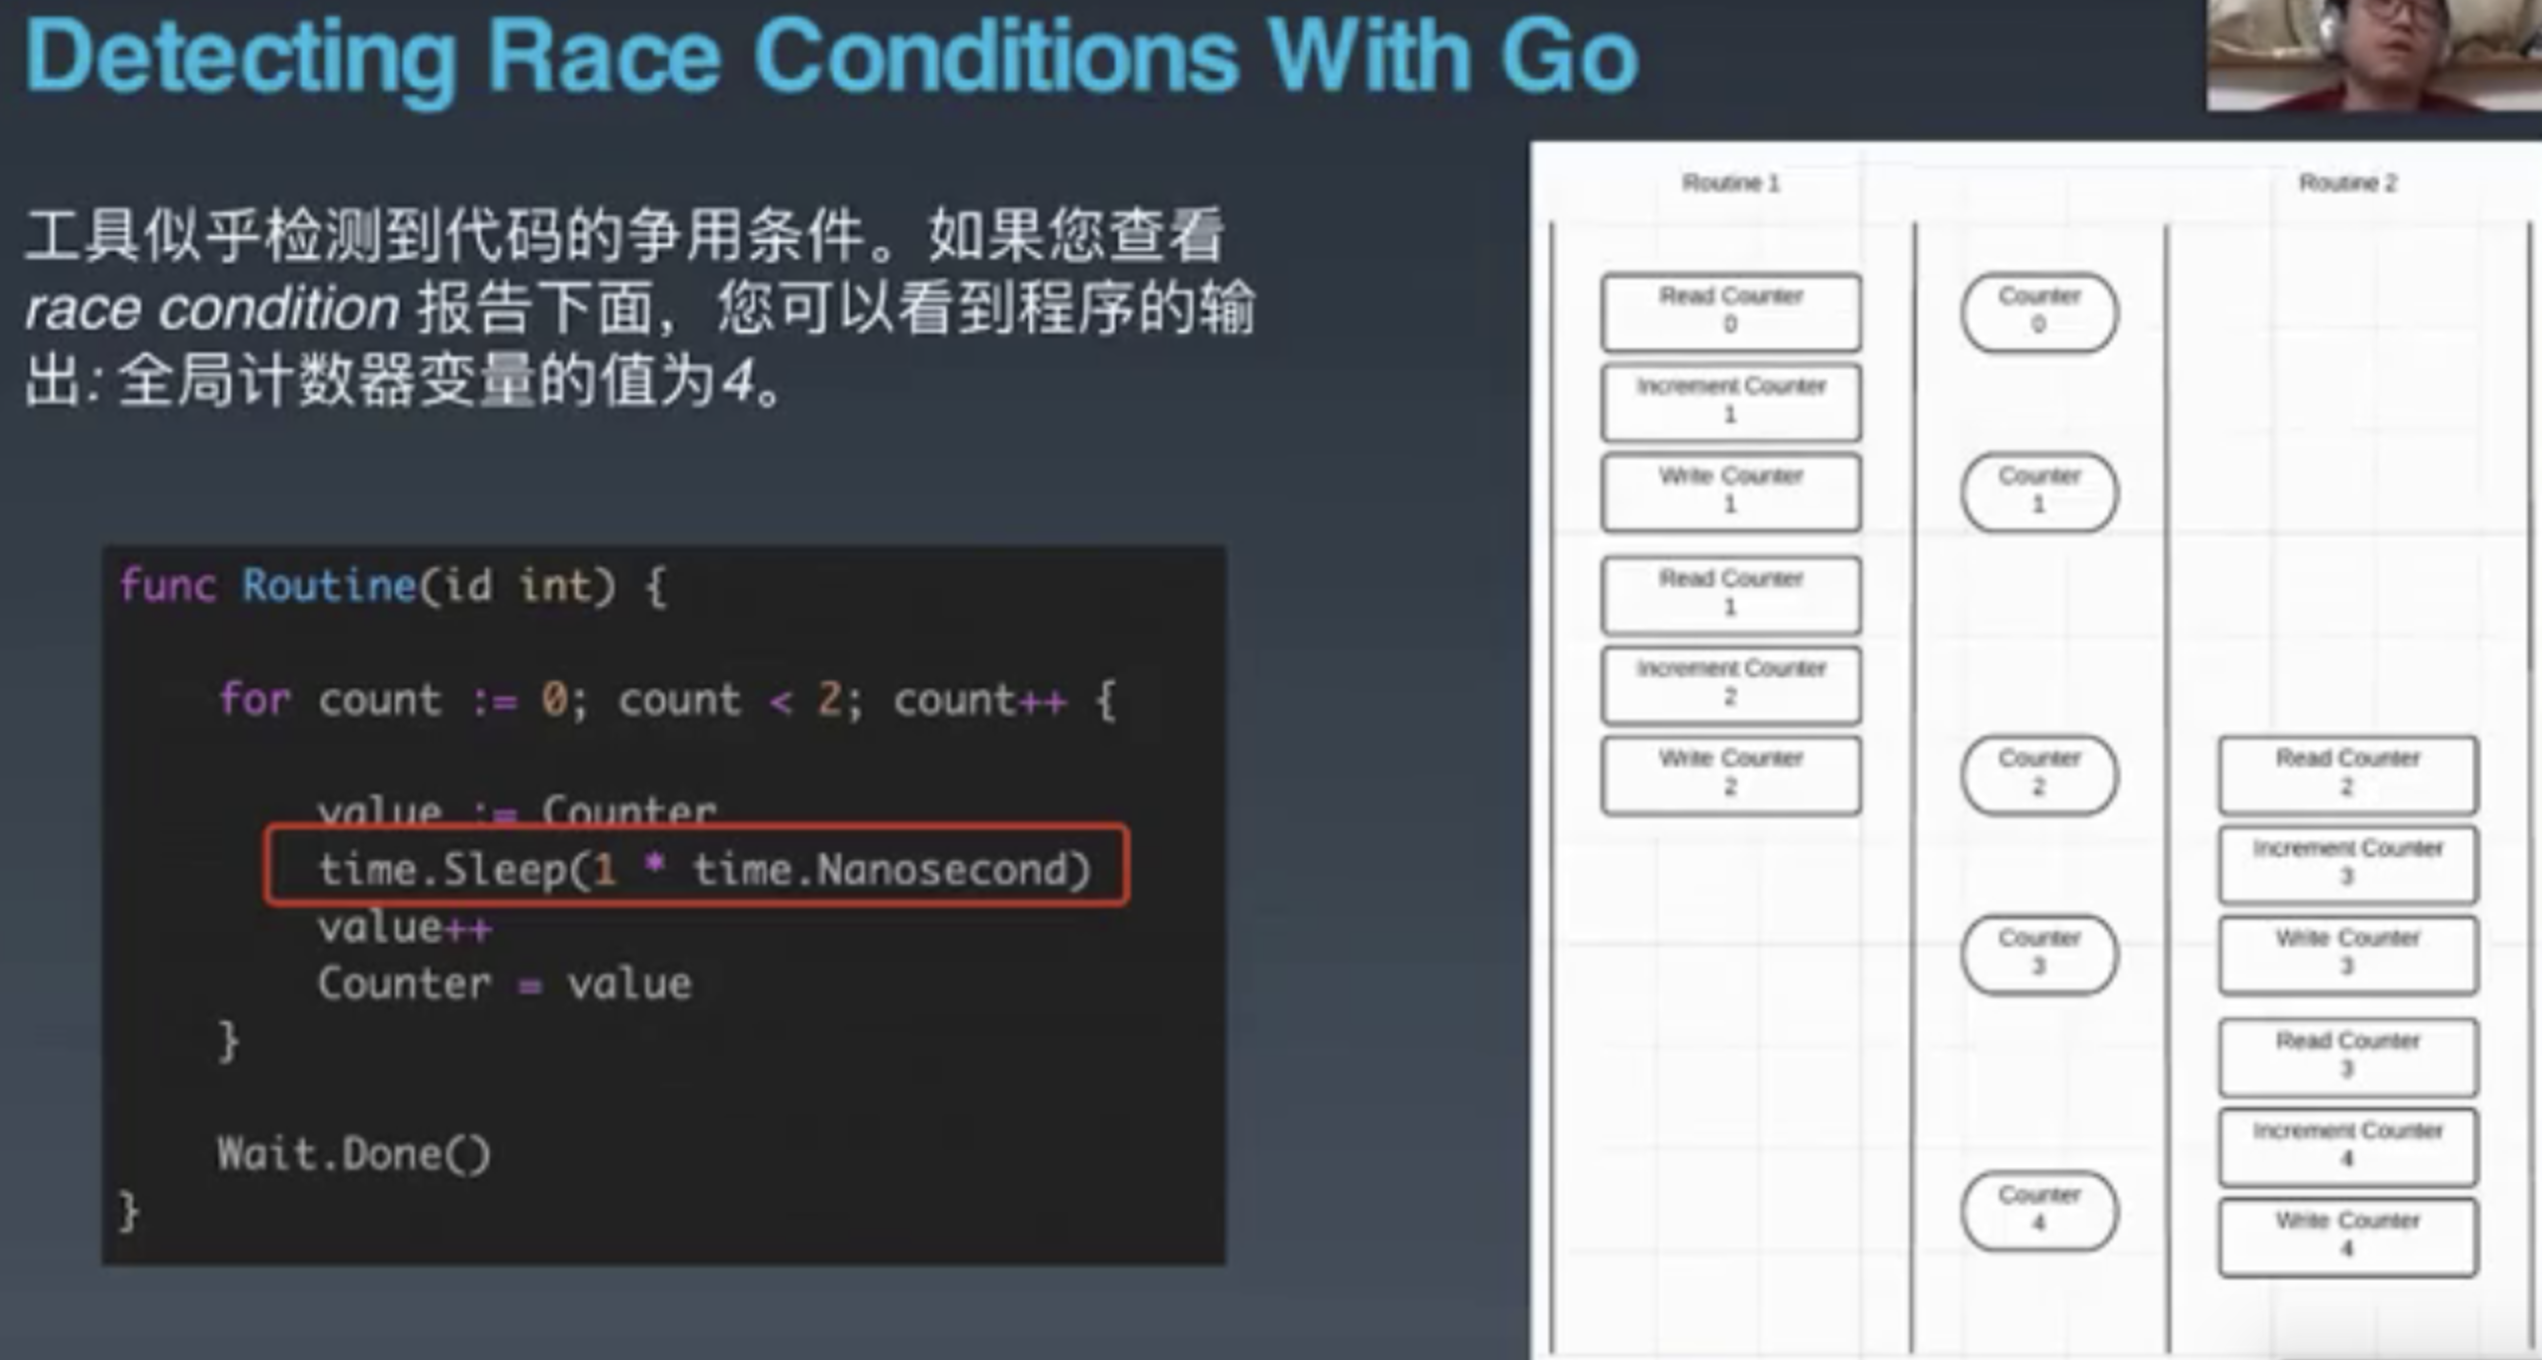 Detecting Race Conditions With Go
工具似乎检测到代码的争用条件。如果您查看
race condition 报告下面，您可以看到程序的输
出: 全局计数器变量的值为4。
func Routine(id int) {
for count := 0; count < 2; count++ {
value := Counter
time.Sleep(1 * time.Nanosecond)
value++
Counter = value
}
Wait.Done()
}
Routine 1
Routine 2
Read Counter
0
Counter
0
Increment Counter
1
Write Counter
1
Counter
1
Read Counter
1
Increment Counter
2
Write Counter
2
Counter
2
Read Counter
2
Increment Counter
3
Counter
3
Write Counter
3
Read Counter
3
Increment Counter
4
Counter
4
Write Counter
4